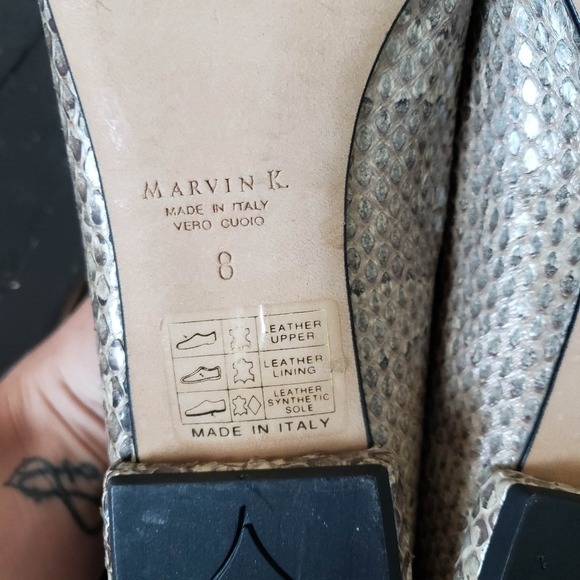 MARVIN K.
MADE IN ITALY
VERO CUOIO
8
LEATHER
UPPER
LEATHER
LINING
LEATHER
SYNTHETIC
SOLE
MADE IN ITALY